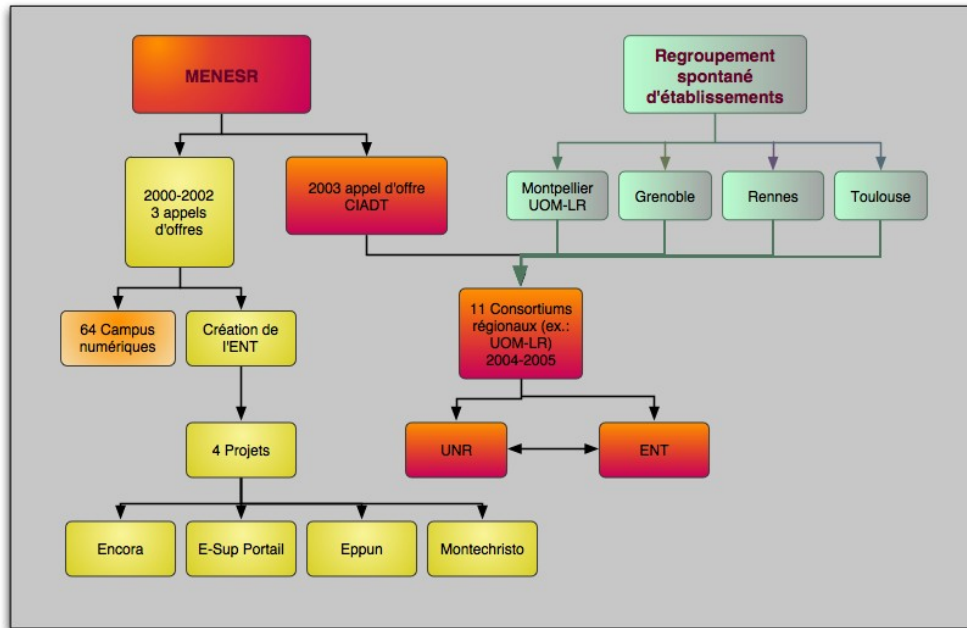 MENESR
Regroupement
spontané
d'établissements
2000-2002
3 appels
d'offres
2003 appel d'offre
CIADT
Montpellier
UOM-LR
Grenoble
Rennes
Toulouse
64 Campus
numériques
Création de
l'ENT
11 Consortiums
régionaux (ex.:
UOM-LR)
2004-2005
4 Projets
UNR
ENT
Encora
E-Sup Portail
Eppun
Montechristo